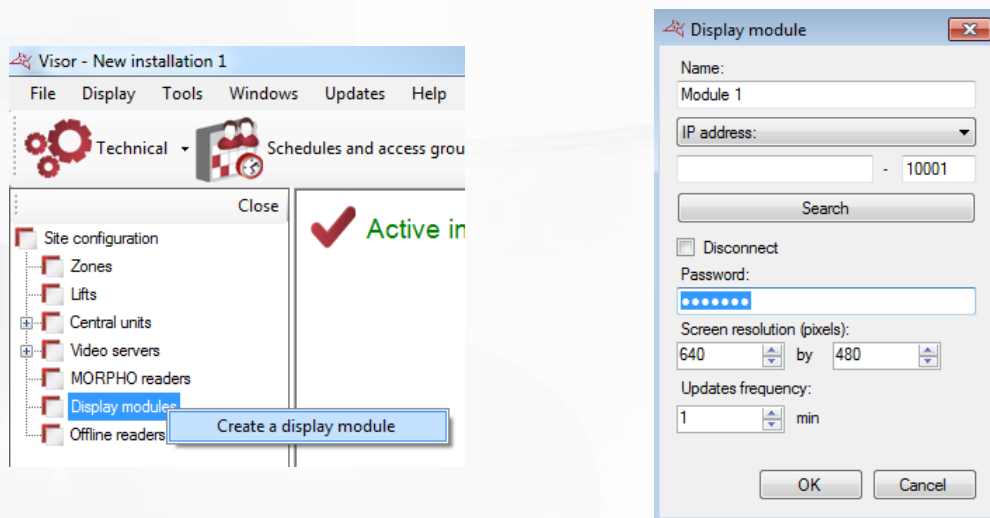 Visor - New installation 1
File Display Tools Windows Updates Help
Technical
Schedules and access grou
Close
Active in
Site configuration
Zones
Lifts
Central units
Video servers
MORPHO readers
Display modules
Create a display module
Offline readers
Display module
Name:
Module 1
IP address:
- 10001
Search
Disconnect
Password:
•••••••
Screen resolution (pixels):
640 by 480
Updates frequency:
1 min
OK Cancel